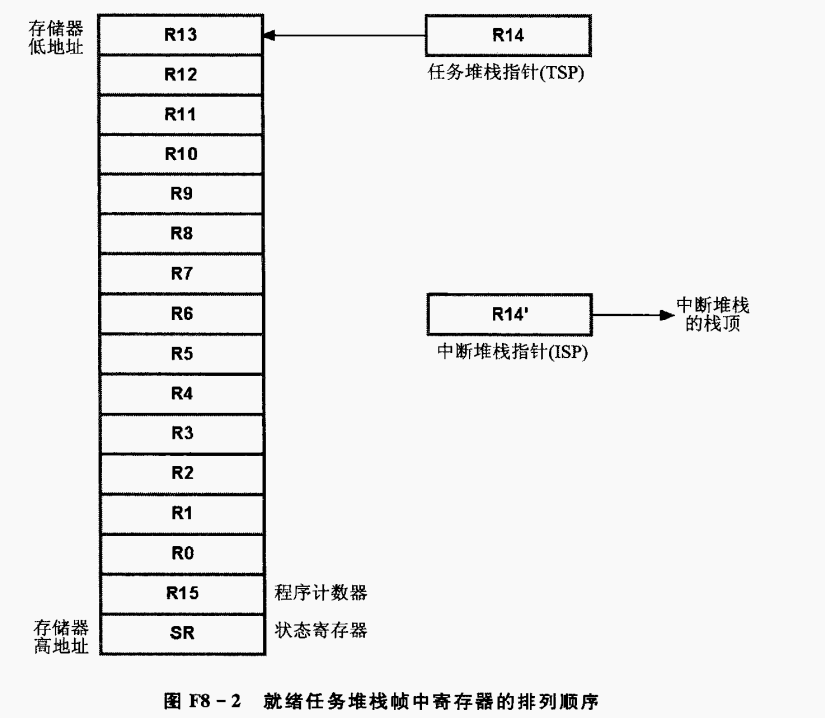 存储器
低地址
R13
R14
任务堆栈指针(TSP)
R12
R11
R10
R9
R8
R7
R6
R14'
中断堆栈
的栈顶
中断堆栈指针(ISP)
R5
R4
R3
R2
R1
R0
R15
程序计数器
存储器
高地址
SR
状态寄存器
图 F8-2 就绪任务堆栈帧中寄存器的排列顺序